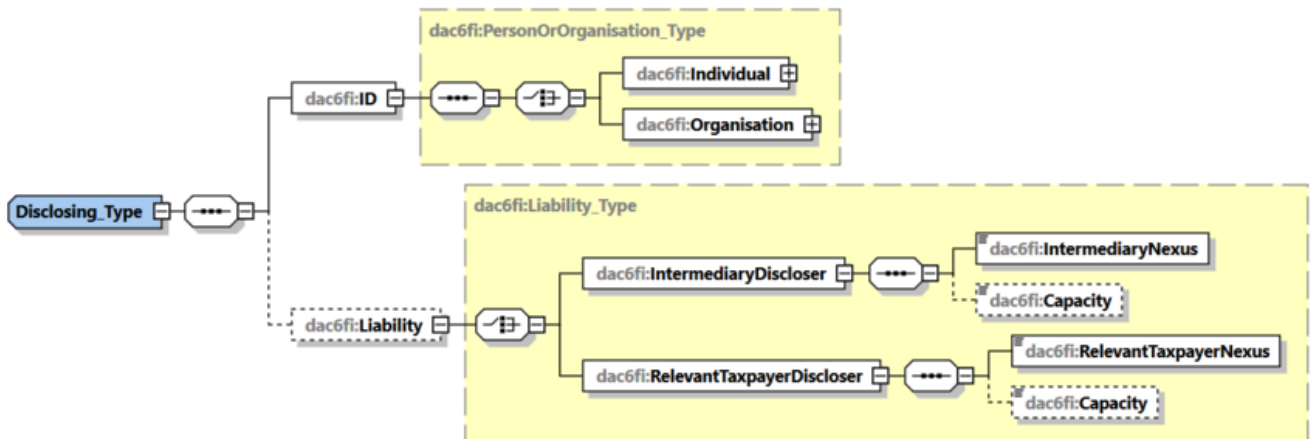 dac6fi:PersonOrOrganisation_Type
dac6fi:Individual
dac6fi:ID
dac6fi:Organisation
Disclosing_Type
dac6fi:Liability_Type
dac6fi:IntermediaryNexus
dac6fi:IntermediaryDiscloser
dac6fi:Capacity
dac6fi:Liability
dac6fi:RelevantTaxpayerNexus
dac6fi:RelevantTaxpayerDiscloser
dac6fi:Capacity